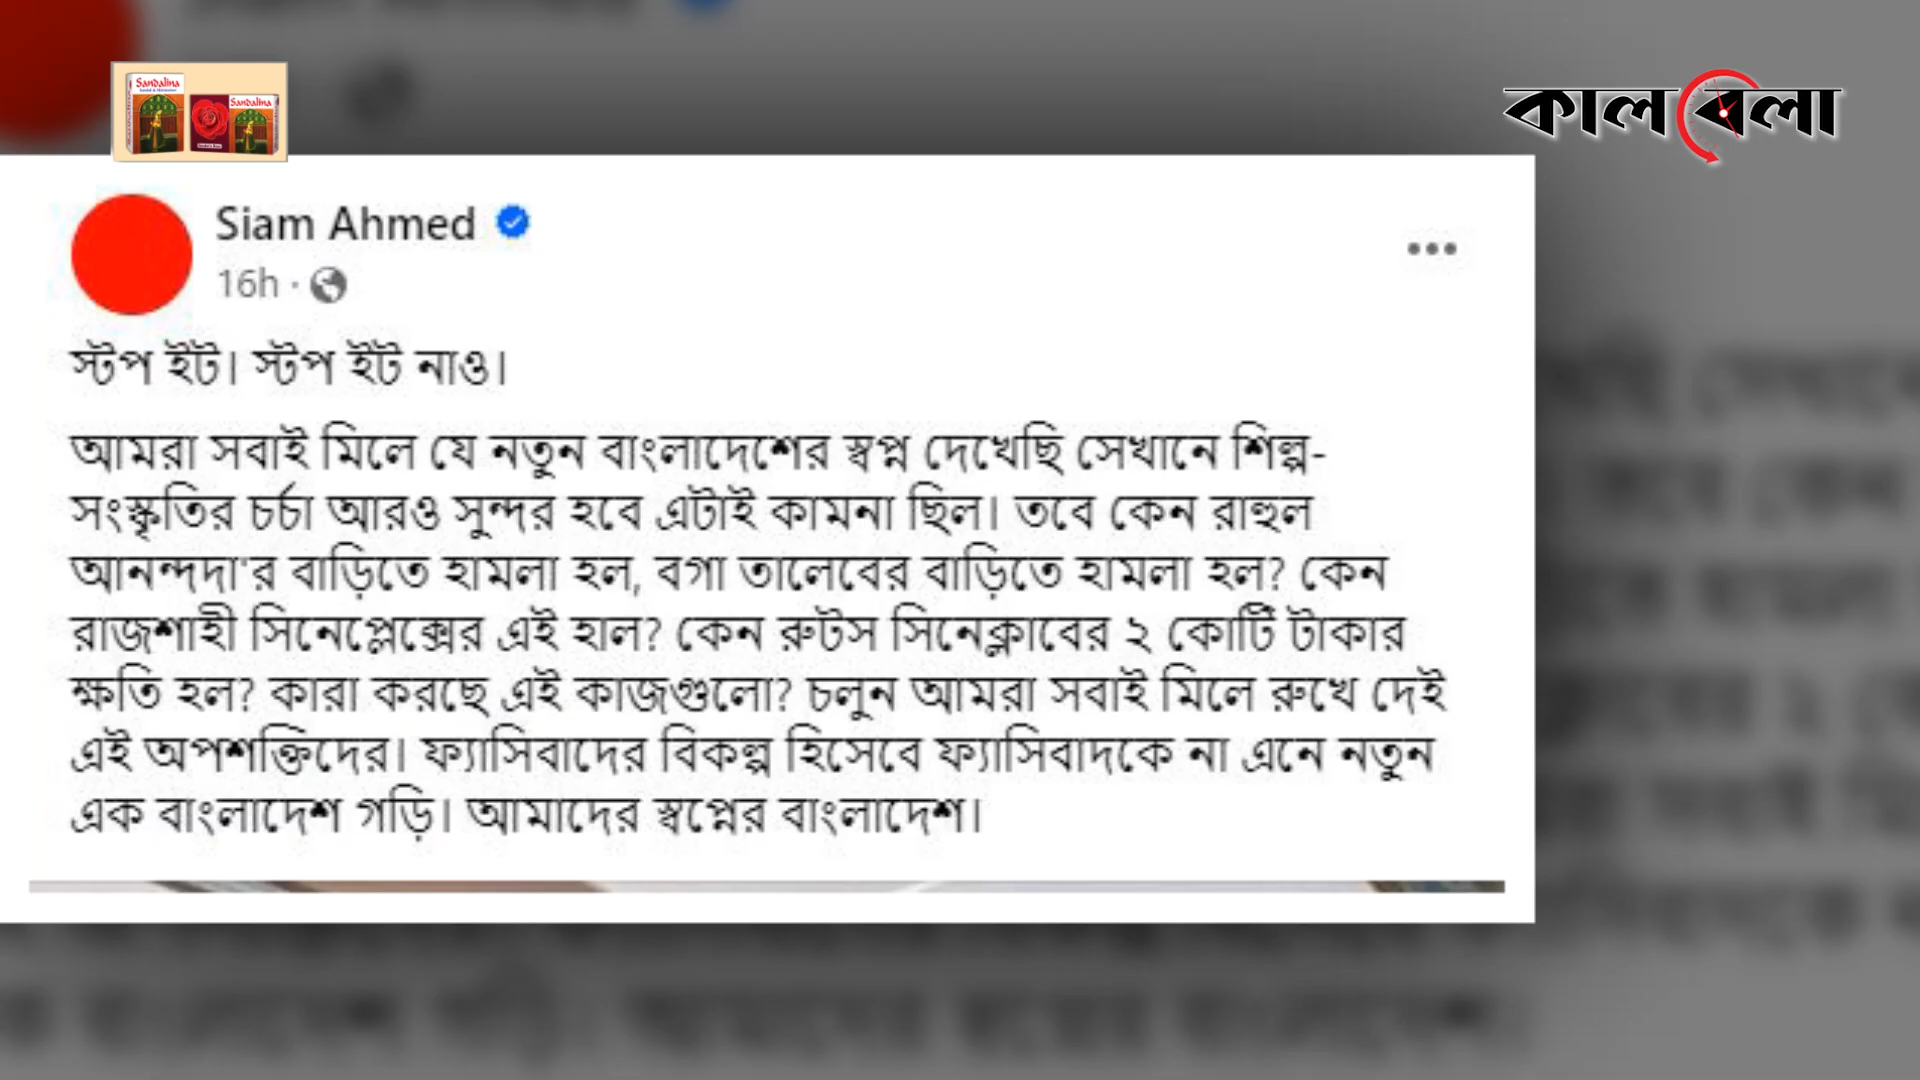 Sandalina
Sandalina
কালবেলা
Siam Ahmed
16h ·
স্টপ ইট। স্টপ ইট নাও।
আমরা সবাই মিলে যে নতুন বাংলাদেশের স্বপ্ন দেখেছি সেখানে শিল্প-
সংস্কৃতির চর্চা আরও সুন্দর হবে এটাই কামনা ছিল। তবে কেন রাহুল
আনন্দদা'র বাড়িতে হামলা হল, বগা তালেবের বাড়িতে হামলা হল? কেন
রাজশাহী সিনেপ্লেক্সের এই হাল? কেন রুটস সিনেক্লাবের ২ কোটি টাকার
ক্ষতি হল? কারা করছে এই কাজগুলো? চলুন আমরা সবাই মিলে রুখে দেই
এই অপশক্তিদের। ফ্যাসিবাদের বিকল্প হিসেবে ফ্যাসিবাদকে না এনে নতুন
এক বাংলাদেশ গড়ি। আমাদের স্বপ্নের বাংলাদেশ।